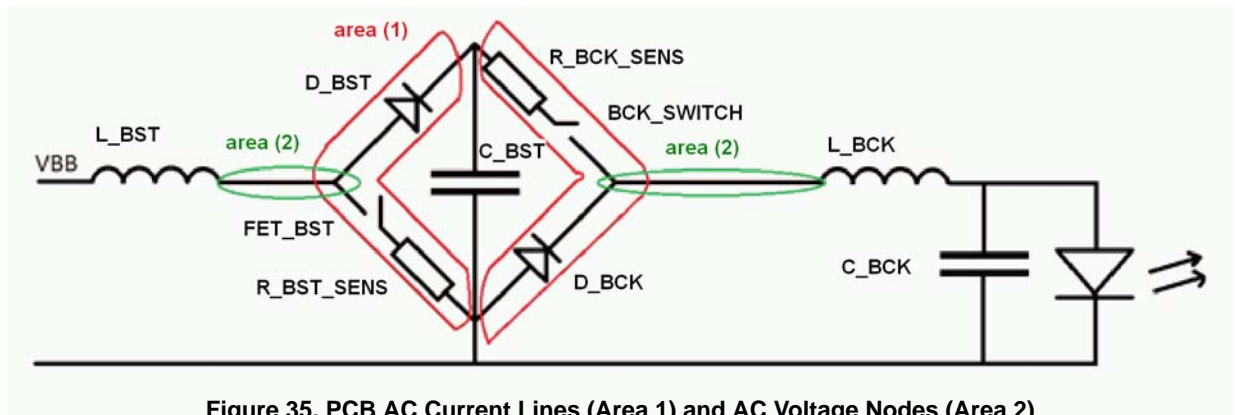 area (1)
R_BCK_SENS
D_BST
BCK_SWITCH
L_BST
area (2)
C_BST
area (2)
L_BCK
VBB
FET_BST
R_BST_SENS
D_BCK
C_BCK
Figure 35. PCB AC Current Lines (Area 1) and AC Voltage Nodes (Area 2)